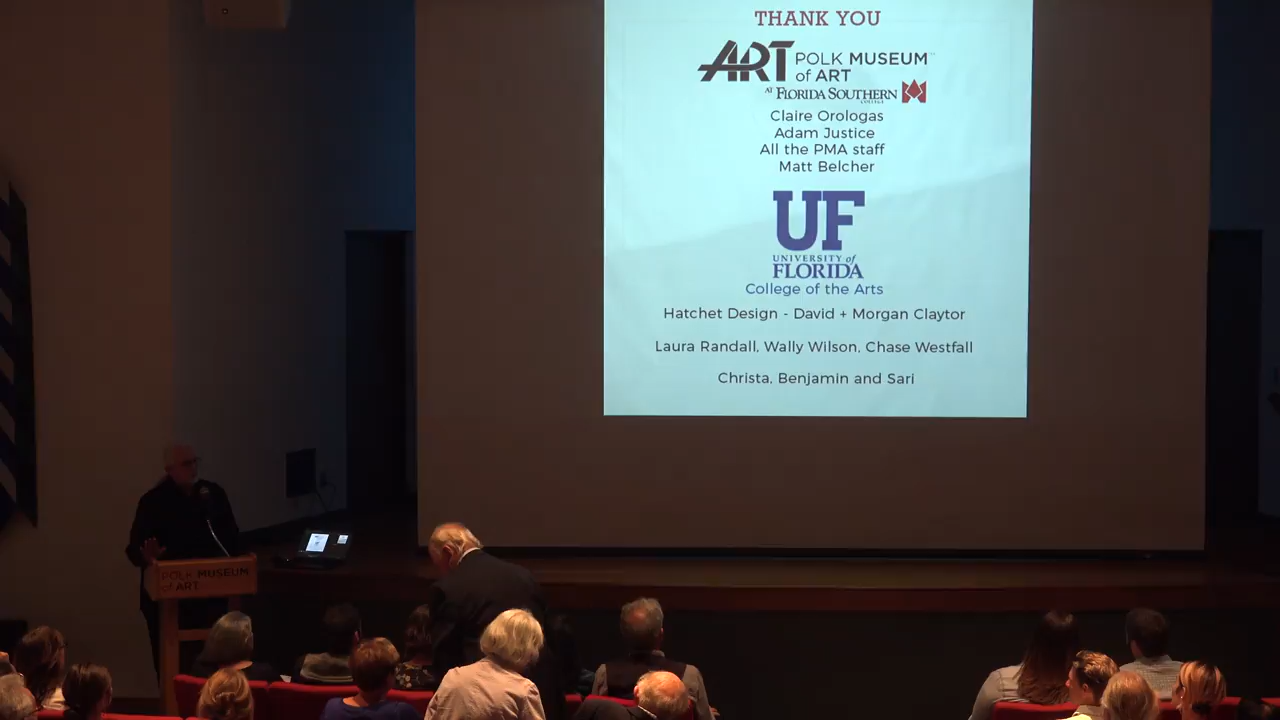 THANK YOU
ART POLK MUSEUM
of ART
AT FLORIDA SOUTHERN
COLLEGE
Claire Orologas
Adam Justice
All the PMA staff
Matt Belcher
UF
UNIVERSITY of
FLORIDA
College of the Arts
Hatchet Design - David + Morgan Claytor
Laura Randall, Wally Wilson, Chase Westfall
Christa, Benjamin and Sari
POLK MUSEUM
of ART